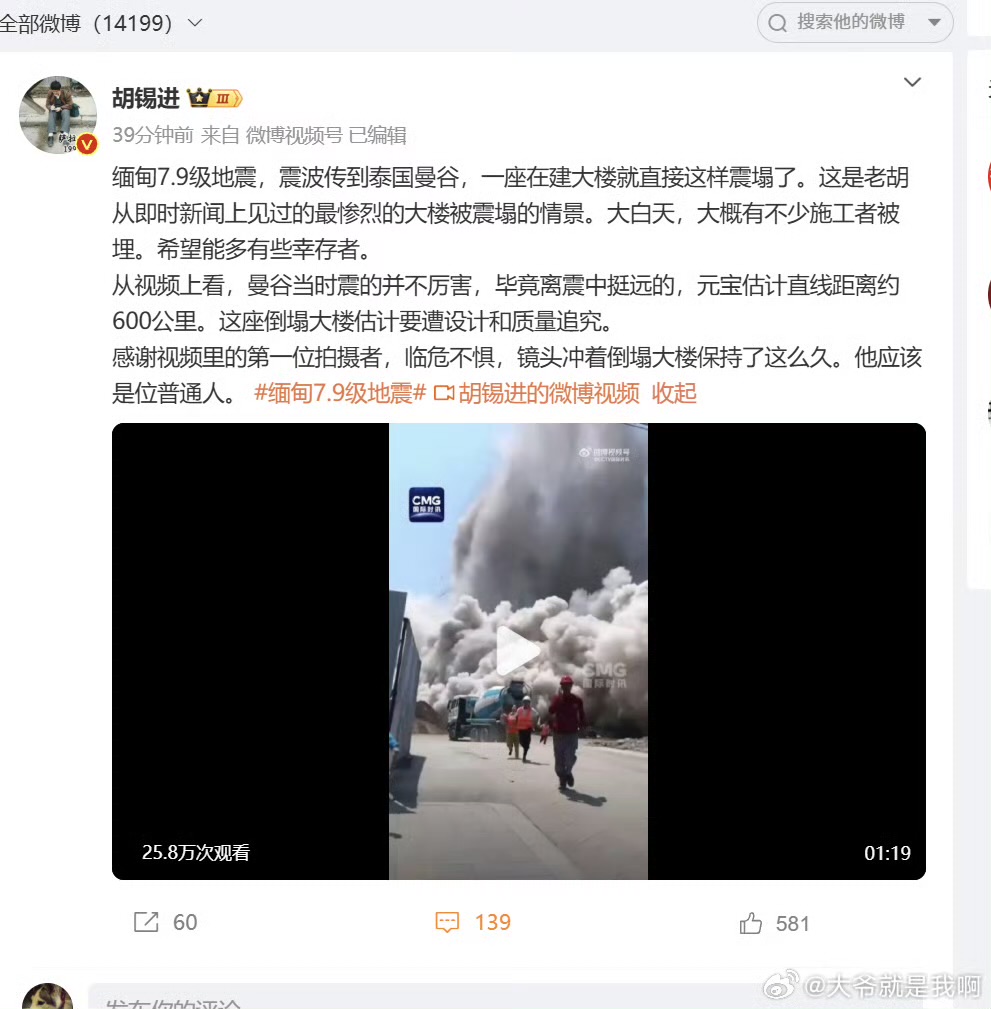 全部微博（14199）
搜索他的微博
胡锡进 III
39分钟前 来自 微博视频号 已编辑
缅甸7.9级地震，震波传到泰国曼谷，一座在建大楼就直接这样震塌了。这是老胡
从即时新闻上见过的最惨烈的大楼被震塌的情景。大白天，大概有不少施工者被
埋。希望能多有些幸存者。
从视频上看，曼谷当时震的并不厉害，毕竟离震中挺远的，元宝估计直线距离约
600公里。这座倒塌大楼估计要遭设计和质量追究。
感谢视频里的第一位拍摄者，临危不惧，镜头冲着倒塌大楼保持了这么久。他应该
是位普通人。 #缅甸7.9级地震# 胡锡进的微博视频 收起
微博视频号
CMG
国际时讯
CMG
国际时讯
25.8万次观看
01:19
60
139
581
发布你的评论
@大爷就是我啊